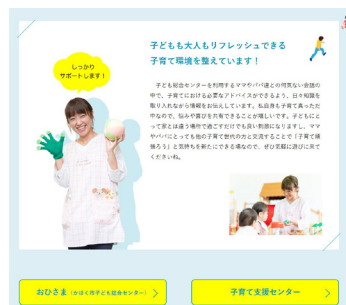 子どもも大人もリフレッシュできる
子育て環境を整えています！
しっかり
サポートします！
子ども総合センターを利用するママやパパ達との何気ない会話の
中で、子育てにおける必要なアドバイスができるよう、日々知識を
取り入れながら情報をお伝えしています。私自身も子育て真っただ
中なので、悩みや喜びを共有できることが嬉しいです。子どもにと
って家とは違う場所で過ごすだけでも良い刺激になりますし、ママ
やパパにとっても他の子育て世代の方と交流することで「子育て頑
張ろう」と気持ちを新たにできる場なので、ぜひ気軽に遊びに来て
くださいね。
おひさま（かほく市子ども総合センター）
子育て支援センター